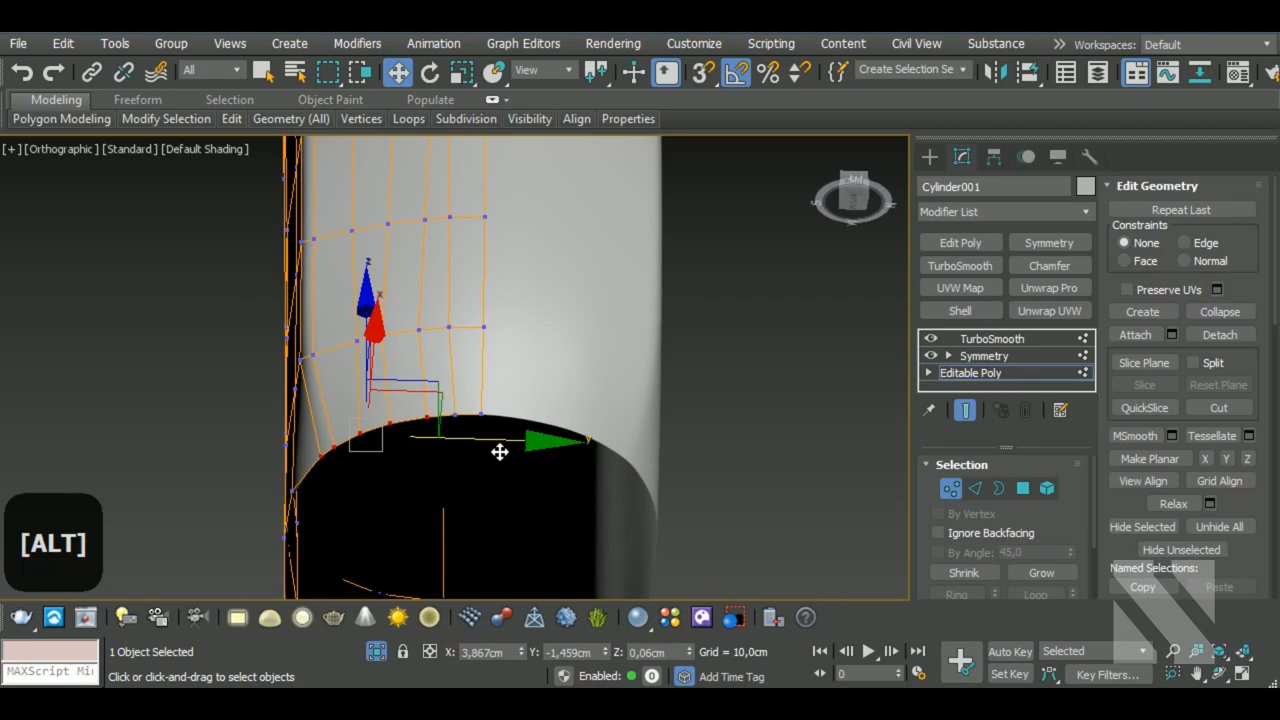 File Edit Tools Group Views Create Modifiers Animation Graph Editors Rendering Customize Scripting Content Civil View Substance Workspaces: Default
All View 3 Create Selection Se
Modeling Freeform Selection Object Paint Populate
Polygon Modeling Modify Selection Edit Geometry (All) Vertices Loops Subdivision Visibility Align Properties
[+] [Orthographic] [Standard] [Default Shading]
z
x
y
[ALT]
Cylinder001
Modifier List
Edit Poly Symmetry
TurboSmooth Chamfer
UVW Map Unwrap Pro
Shell Unwrap UVW
TurboSmooth
Symmetry
Editable Poly
Selection
By Vertex
Ignore Backfacing
By Angle: 45,0
Shrink Grow
Ring Loop
Edit Geometry
Repeat Last
Constraints
None Edge
Face Normal
Preserve UVs
Create Collapse
Attach Detach
Slice Plane Split
Slice Reset Plane
QuickSlice Cut
MSmooth Tessellate
Make Planar X Y Z
View Align Grid Align
Relax
Hide Selected Unhide All
Hide Unselected
Named Selections:
Copy Paste
MAXScript Mi
1 Object Selected
Click or click-and-drag to select objects
X: 3,867cm Y: -1,459cm Z: 0,06cm Grid = 10,0cm
Enabled: 0 Add Time Tag
0
Auto Key Selected
Set Key Key Filters...